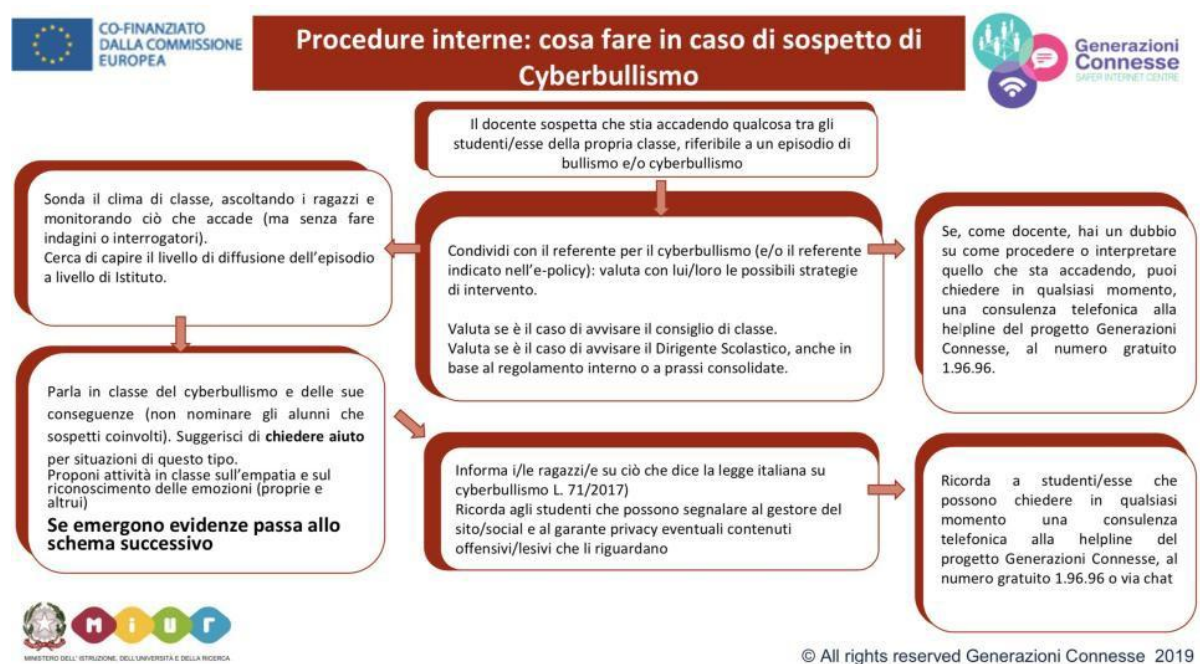 CO-FINANZIATO
DALLA COMMISSIONE
EUROPEA
Procedure interne: cosa fare in caso di sospetto di
Cyberbullismo
Generazioni
Connesse
SAFER INTERNET CENTRE
Il docente sospetta che stia accadendo qualcosa tra gli
studenti/esse della propria classe, riferibile a un episodio di
bullismo e/o cyberbullismo
Sonda il clima di classe, ascoltando i ragazzi e
monitorando ciò che accade (ma senza fare
indagini o interrogatori).
Cerca di capire il livello di diffusione dell'episodio
a livello di Istituto.
Condividi con il referente per il cyberbullismo (e/o il referente
indicato nell'e-policy): valuta con lui/loro le possibili strategie
di intervento.
Valuta se è il caso di avvisare il consiglio di classe.
Valuta se è il caso di avvisare il Dirigente Scolastico, anche in
base al regolamento interno o a prassi consolidate.
Se, come docente, hai un dubbio
su come procedere o interpretare
quello che sta accadendo, puoi
chiedere in qualsiasi momento,
una consulenza telefonica alla
helpline del progetto Generazioni
Connesse, al numero gratuito
1.96.96.
Parla in classe del cyberbullismo e delle sue
conseguenze (non nominare gli alunni che
sospetti coinvolti). Suggerisci di chiedere aiuto
per situazioni di questo tipo.
Proponi attività in classe sull'empatia e sul
riconoscimento delle emozioni (proprie e
altrui)
Se emergono evidenze passa allo
schema successivo
Informa i/le ragazzi/e su ciò che dice la legge italiana su
cyberbullismo L. 71/2017)
Ricorda agli studenti che possono segnalare al gestore del
sito/social e al garante privacy eventuali contenuti
offensivi/lesivi che li riguardano
Ricorda a studenti/esse che
possono chiedere in qualsiasi
momento una consulenza
telefonica alla helpline del
progetto Generazioni Connesse, al
numero gratuito 1.96.96 o via chat
MiUr
MINISTERO DELL'ISTRUZIONE, DELL'UNIVERSITÀ E DELLA RICERCA
© All rights reserved Generazioni Connesse 2019